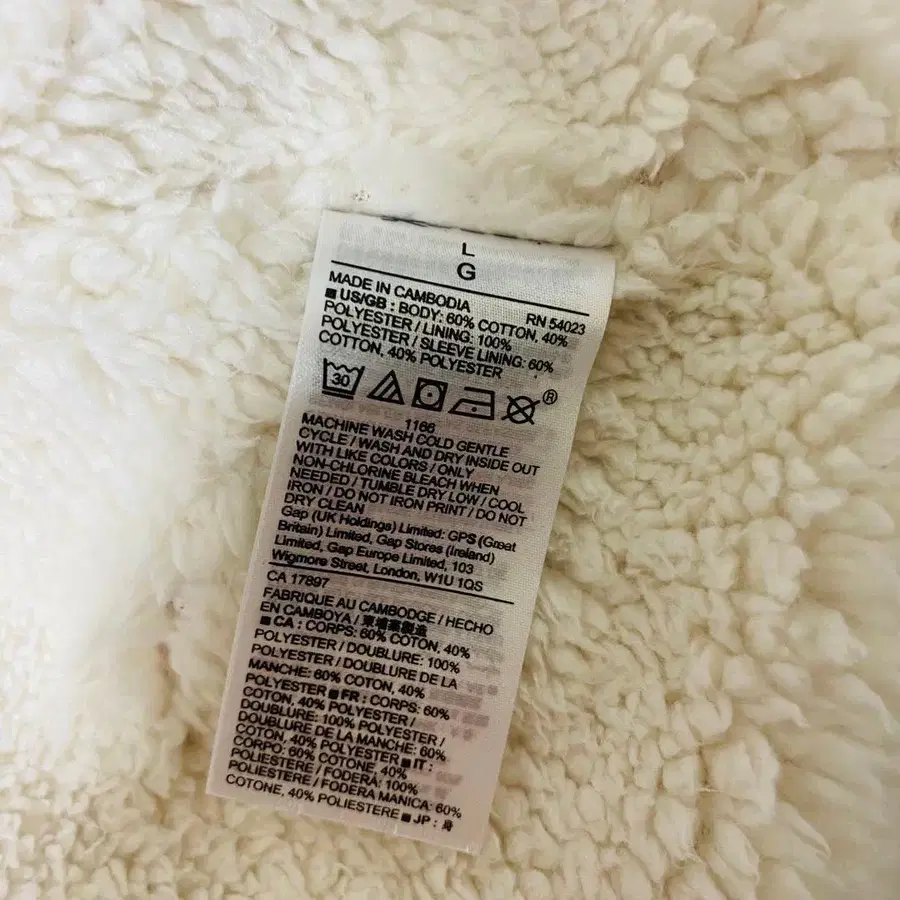 L
G
MADE IN CAMBODIA RN 54023
■ US/GB : BODY: 60% COTTON, 40%
POLYESTER / LINING: 100%
POLYESTER / SLEEVE LINING: 60%
COTTON, 40% POLYESTER
30 ®
1166
MACHINE WASH COLD GENTLE
CYCLE / WASH AND DRY INSIDE OUT
WITH LIKE COLORS / ONLY
NON-CHLORINE BLEACH WHEN
NEEDED / TUMBLE DRY LOW / COOL
IRON / DO NOT IRON PRINT / DO NOT
DRY CLEAN
Gap (UK Holdings) Limited: GPS (Great
Britain) Limited, Gap Stores (Ireland)
Limited, Gap Europe Limited, 103
Wigmore Street, London, W1U 1QS
CA 17897
FABRIQUE AU CAMBODGE / HECHO
EN CAMBOYA / 東埔寨製造
■ CA : CORPS: 60% COTON, 40%
POLYESTER / DOUBLURE: 100%
POLYESTER / DOUBLURE DE LA
MANCHE: 60% COTON, 40%
POLYESTER ■ FR : CORPS: 60%
COTON, 40% POLYESTER /
DOUBLURE: 100% POLYESTER /
DOUBLURE DE LA MANCHE: 60%
COTON, 40% POLYESTER ■ IT :
CORPO: 60% COTONE, 40%
POLIESTERE / FODERA: 100%
POLIESTERE / FODERA MANICA: 60%
COTONE, 40% POLIESTERE ■ JP : 身